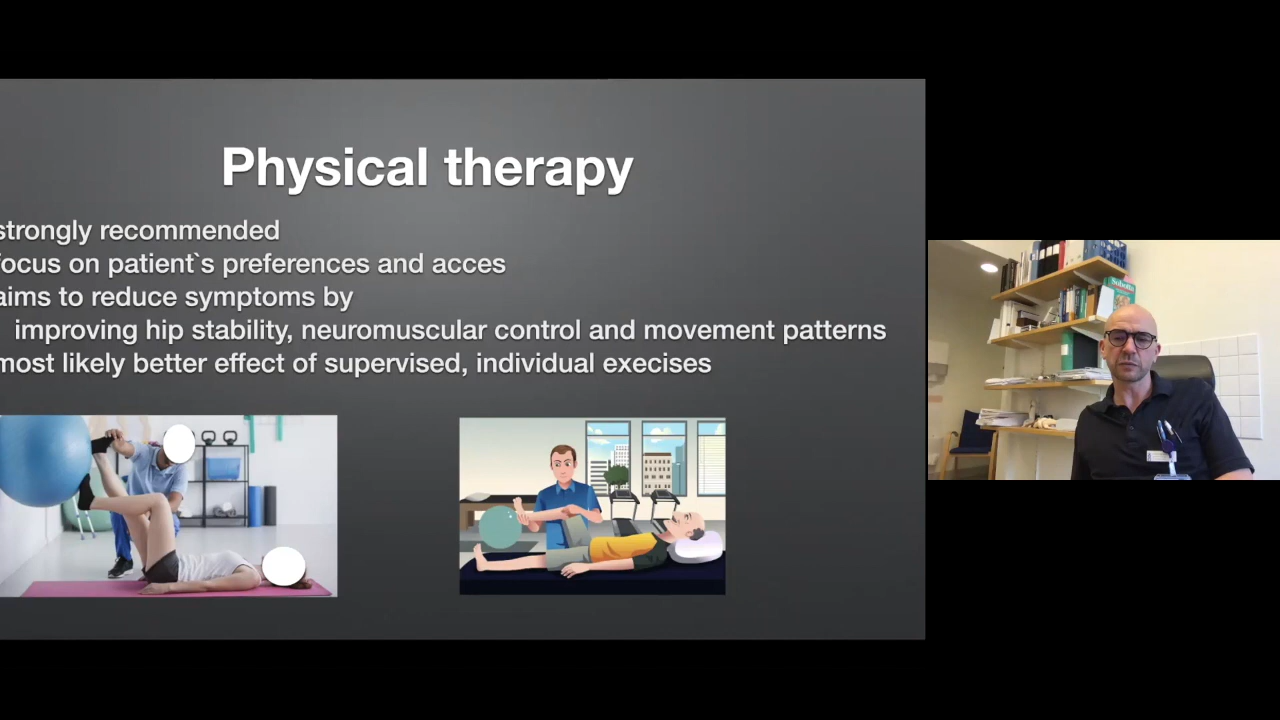 Physical therapy
strongly recommended
focus on patient`s preferences and acces
aims to reduce symptoms by
improving hip stability, neuromuscular control and movement patterns
most likely better effect of supervised, individual execises
Sobotta